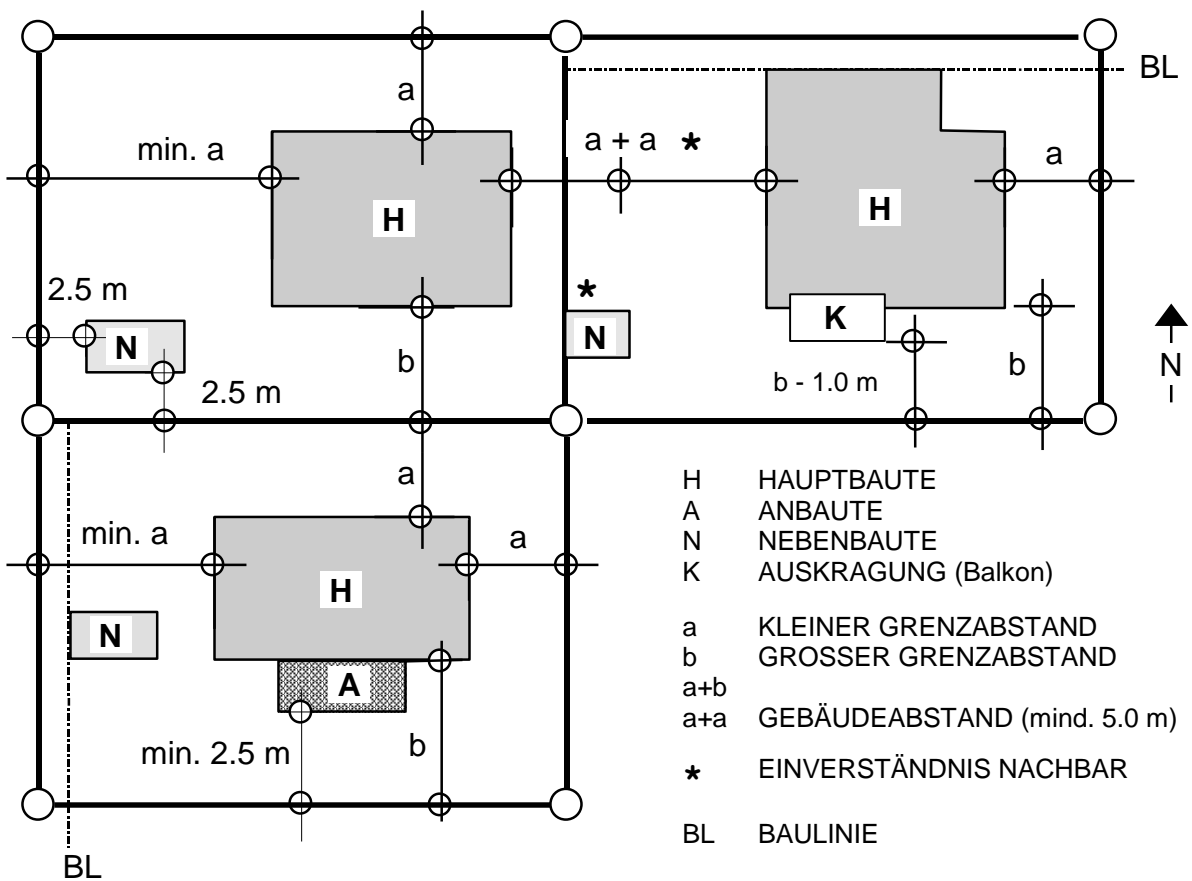 BL
a
min. a
a + a *
a
H
H
2.5 m
*
N
N
K
b
b - 1.0 m
b
N
2.5 m
a
min. a
a
H
N
A
min. 2.5 m
b
BL
H HAUPTBAUTE
A ANBAUTE
N NEBENBAUTE
K AUSKRAGUNG (Balkon)
a KLEINER GRENZABSTAND
b GROSSER GRENZABSTAND
a+b
a+a GEBÄUDEABSTAND (mind. 5.0 m)
* EINVERSTÄNDNIS NACHBAR
BL BAULINIE